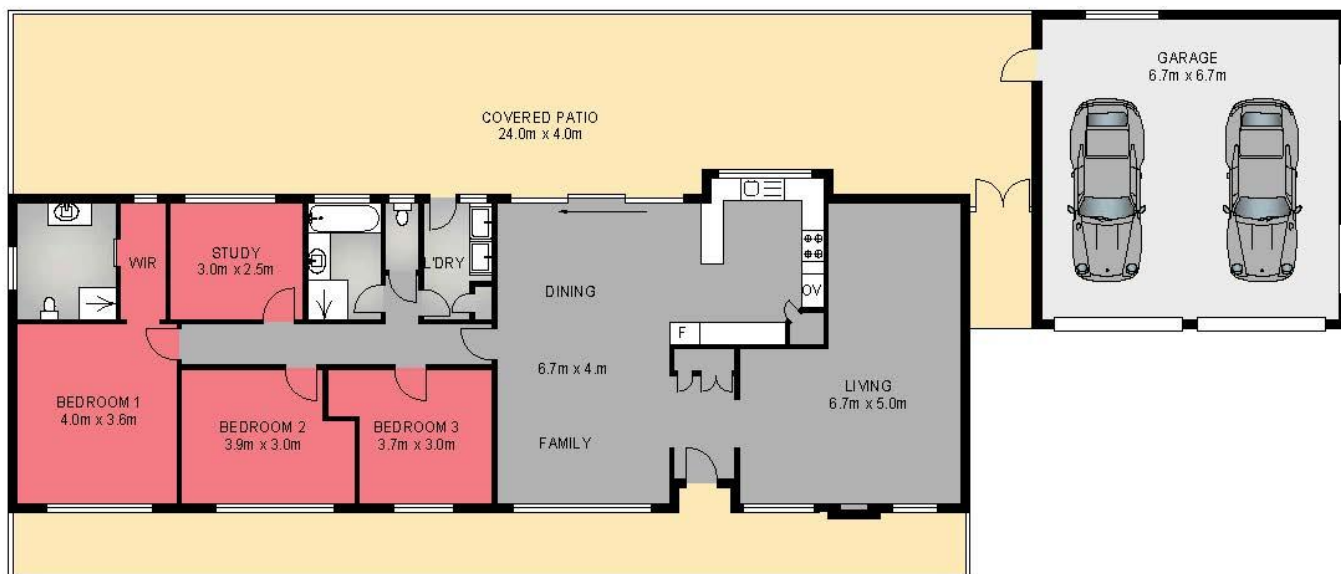 GARAGE
6.7m x 6.7m
COVERED PATIO
24.0m x 4.0m
WIR
STUDY
3.0m x 2.5m
L'DRY
DINING
OV
F
6.7m x 4.m
BEDROOM 1
4.0m x 3.6m
BEDROOM 2
3.9m x 3.0m
BEDROOM 3
3.7m x 3.0m
FAMILY
LIVING
6.7m x 5.0m